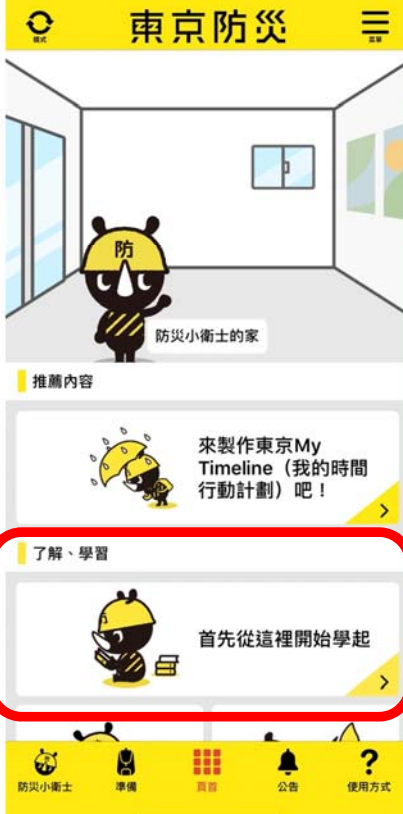 東京防災
模式
菜單
防
防災小衛士的家
推薦內容
來製作東京My
Timeline（我的時間
行動計劃）吧！
了解、學習
首先從這裡開始學起
防災小衛士
準備
頁首
公告
使用方式